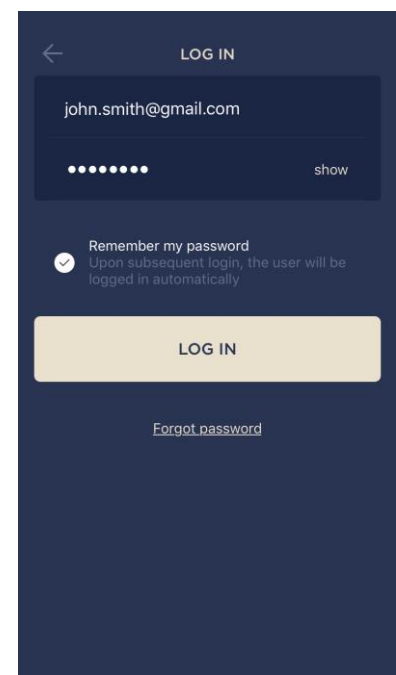 LOG IN
john.smith@gmail.com
●●●●●●●● show
Remember my password
Upon subsequent login, the user will be
logged in automatically
LOG IN
Forgot password